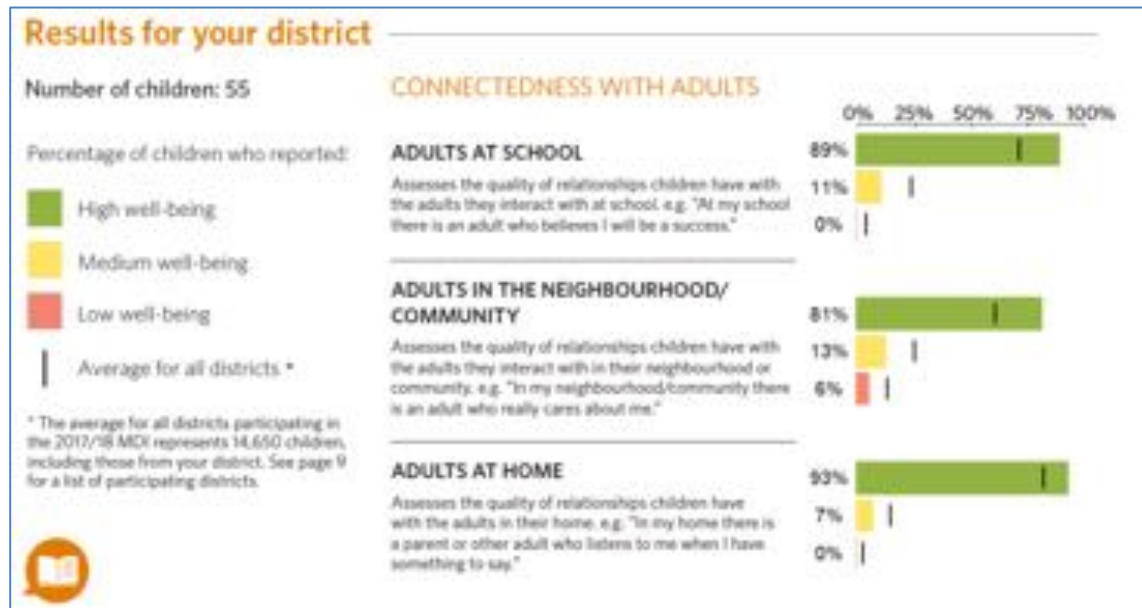 Results for your district
Number of children: 55
Percentage of children who reported:
High well-being
Medium well-being
Low well-being
Average for all districts *
* The average for all districts participating in
the 2017/18 MDI represents 14,650 children,
including those from your district. See page 9
for a list of participating districts.
CONNECTEDNESS WITH ADULTS
0% 25% 50% 75% 100%
ADULTS AT SCHOOL
Assesses the quality of relationships children have with
the adults they interact with at school. e.g. "At my school
there is an adult who believes I will be a success."
89%
11%
0%
ADULTS IN THE NEIGHBOURHOOD/
COMMUNITY
Assesses the quality of relationships children have with
the adults they interact with in their neighbourhood or
community. e.g. "In my neighbourhood/community there
is an adult who really cares about me."
81%
13%
6%
ADULTS AT HOME
Assesses the quality of relationships children have
with the adults in their home. e.g. "In my home there is
a parent or other adult who listens to me when I have
something to say."
93%
7%
0%